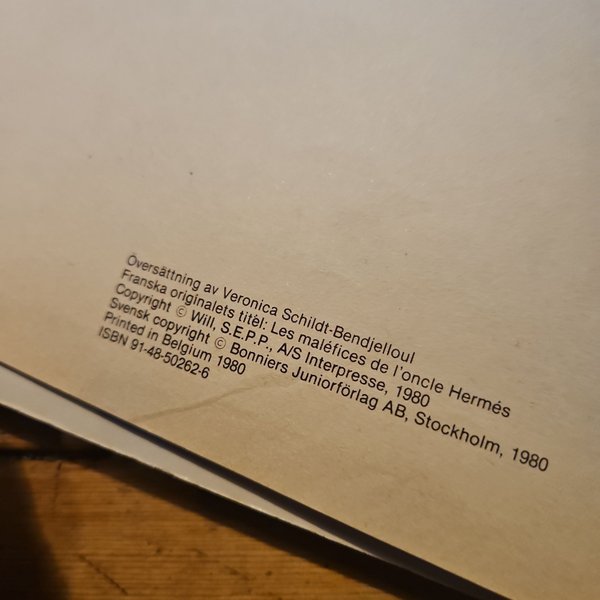 Översättning av Veronica Schildt-Bendjelloul
Franska originalets titel: Les maléfices de l'oncle Hermés
Copyright © Will, S.E.P.P., A/S Interpresse, 1980
Svensk copyright © Bonniers Juniorförlag AB, Stockholm, 1980
Printed in Belgium 1980
ISBN 91-48-50262-6